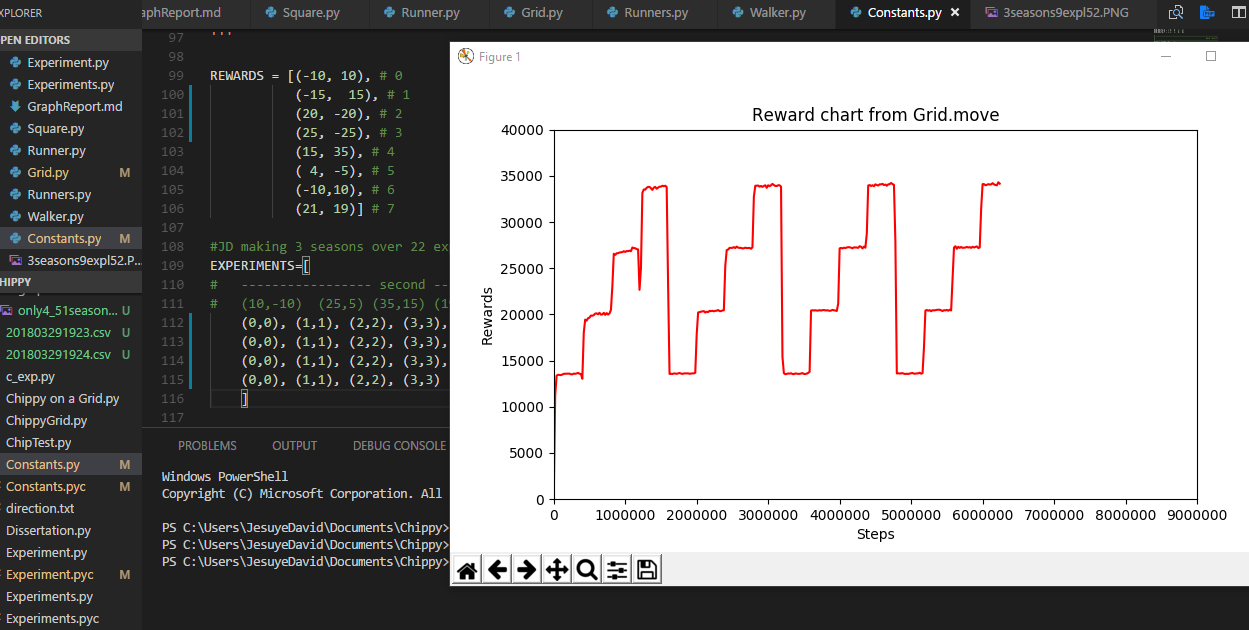 XPLORER
PEN EDITORS
Experiment.py
Experiments.py
GraphReport.md
Square.py
Runner.py
Grid.py M
Runners.py
Walker.py
Constants.py M
3seasons9expl52.P...
HIPPY
only4_51season... U
201803291923.csv U
201803291924.csv U
c_exp.py
Chippy on a Grid.py
ChippyGrid.py
ChipTest.py
Constants.py M
Constants.pyc M
direction.txt
Dissertation.py
Experiment.py
Experiment.pyc M
Experiments.py
Experiments.pyc
aphReport.md Square.py Runner.py Grid.py Runners.py Walker.py Constants.py 3seasons9expl52.PNG
97 '''
98
99 REWARDS = [(-10, 10), # 0
100 (-15, 15), # 1
101 (20, -20), # 2
102 (25, -25), # 3
103 (15, 35), # 4
104 ( 4, -5), # 5
105 (-10,10), # 6
106 (21, 19)] # 7
107
108 #JD making 3 seasons over 22 ex
109 EXPERIMENTS=[
110 # ----------------- second --
111 # (10,-10) (25,5) (35,15) (1
112 (0,0), (1,1), (2,2), (3,3),
113 (0,0), (1,1), (2,2), (3,3),
114 (0,0), (1,1), (2,2), (3,3),
115 (0,0), (1,1), (2,2), (3,3)
116 ]
117
PROBLEMS OUTPUT DEBUG CONSOLE
Windows PowerShell
Copyright (C) Microsoft Corporation. All
PS C:\Users\JesuyeDavid\Documents\Chippy>
PS C:\Users\JesuyeDavid\Documents\Chippy>
PS C:\Users\JesuyeDavid\Documents\Chippy>
Figure 1
Reward chart from Grid.move
40000
35000
30000
25000
20000
15000
10000
5000
0
Rewards
0 1000000 2000000 3000000 4000000 5000000 6000000 7000000 8000000 9000000
Steps